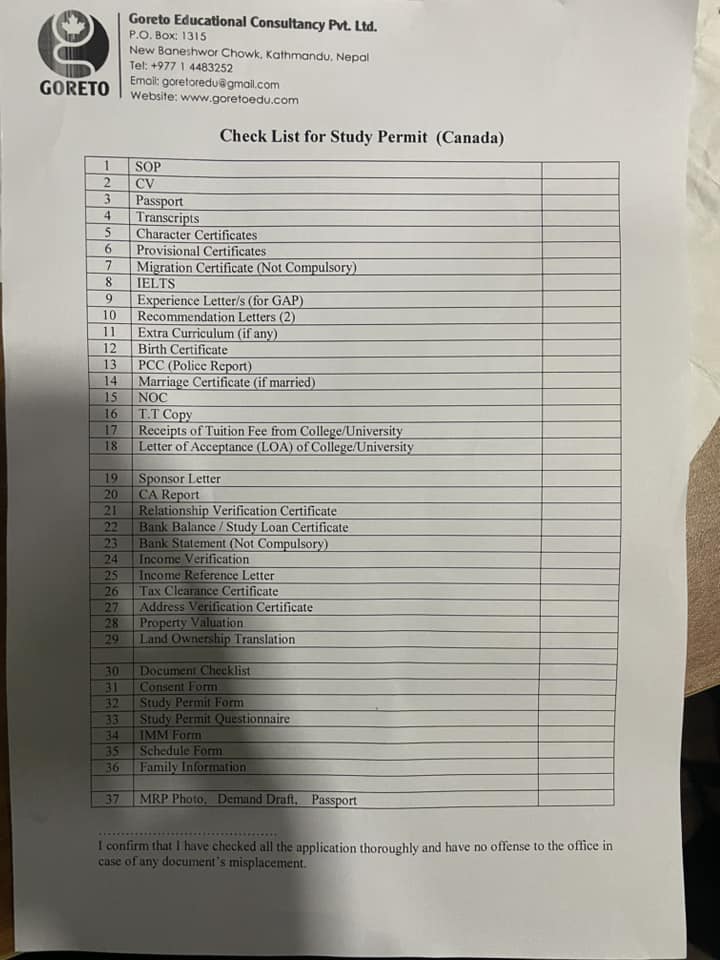 GORETO
Goreto Educational Consultancy Pvt. Ltd.
P.O. Box: 1315
New Baneshwor Chowk, Kathmandu, Nepal
Tel: +977 1 4483252
Email: goretoredu@gmail.com
Website: www.goretoedu.com
Check List for Study Permit (Canada)
1 SOP
2 CV
3 Passport
4 Transcripts
5 Character Certificates
6 Provisional Certificates
7 Migration Certificate (Not Compulsory)
8 IELTS
9 Experience Letter/s (for GAP)
10 Recommendation Letters (2)
11 Extra Curriculum (if any)
12 Birth Certificate
13 PCC (Police Report)
14 Marriage Certificate (if married)
15 NOC
16 T.T Copy
17 Receipts of Tuition Fee from College/University
18 Letter of Acceptance (LOA) of College/University
19 Sponsor Letter
20 CA Report
21 Relationship Verification Certificate
22 Bank Balance / Study Loan Certificate
23 Bank Statement (Not Compulsory)
24 Income Verification
25 Income Reference Letter
26 Tax Clearance Certificate
27 Address Verification Certificate
28 Property Valuation
29 Land Ownership Translation
30 Document Checklist
31 Consent Form
32 Study Permit Form
33 Study Permit Questionnaire
34 IMM Form
35 Schedule Form
36 Family Information
37 MRP Photo, Demand Draft, Passport
.......................................
I confirm that I have checked all the application thoroughly and have no offense to the office in
case of any document's misplacement.